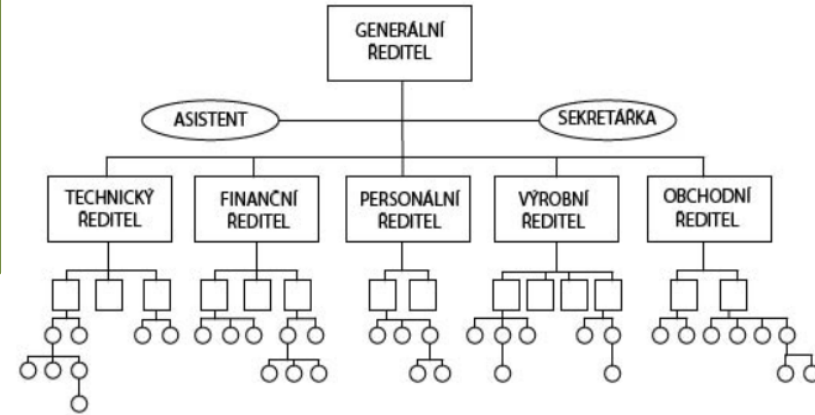 GENERÁLNÍ
ŘEDITEL
ASISTENT
SEKRETÁŘKA
TECHNICKÝ
ŘEDITEL
FINANČNÍ
ŘEDITEL
PERSONÁLNÍ
ŘEDITEL
VÝROBNÍ
ŘEDITEL
OBCHODNÍ
ŘEDITEL